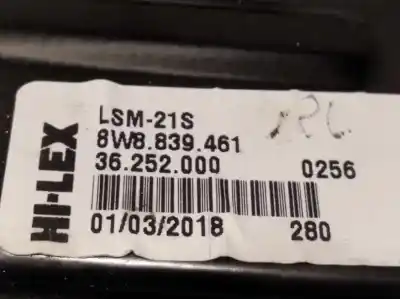 HI-LEX
LSM-21S
8W8.839.461
36.252.000 0256
01/03/2018 280